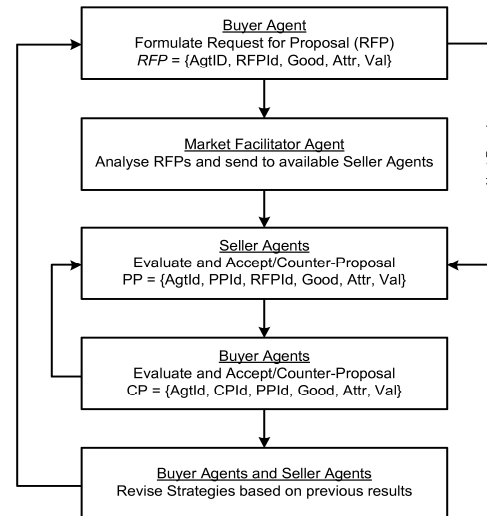 Buyer Agent
Formulate Request for Proposal (RFP)
RFP = {AgtID, RFPId, Good, Attr, Val}
Market Facilitator Agent
Analyse RFPs and send to available Seller Agents
Seller Agents
Evaluate and Accept/Counter-Proposal
PP = {AgtId, PPId, RFPId, Good, Attr, Val}
Buyer Agents
Evaluate and Accept/Counter-Proposal
CP = {AgtId, CPId, PPId, Good, Attr, Val}
Buyer Agents and Seller Agents
Revise Strategies based on previous results